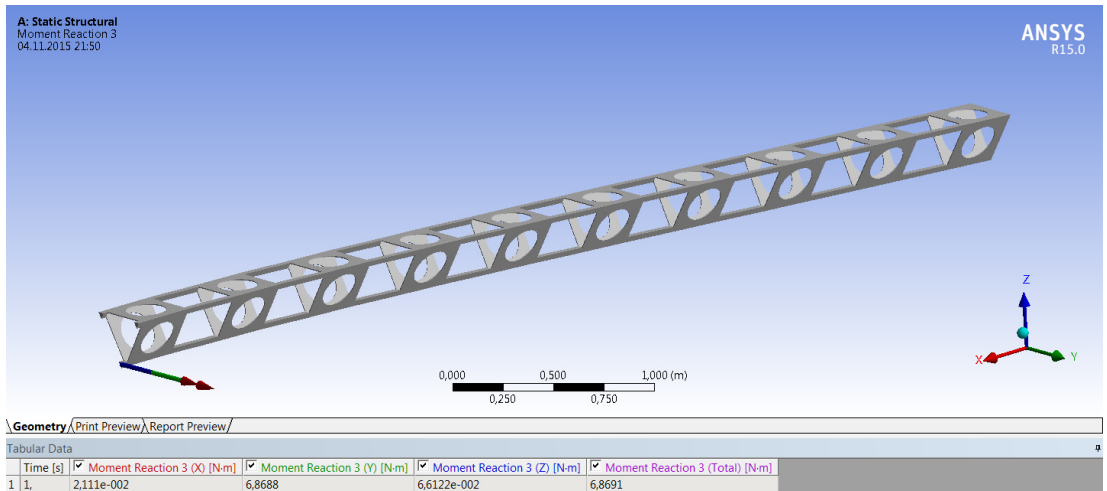 A: Static Structural
Moment Reaction 3
04.11.2015 21:50
ANSYS
R15.0
Z
X
Y
0,000 0,500 1,000 (m)
0,250 0,750
Geometry / Print Preview / Report Preview /
Tabular Data
Time [s] Moment Reaction 3 (X) [N·m] Moment Reaction 3 (Y) [N·m] Moment Reaction 3 (Z) [N·m] Moment Reaction 3 (Total) [N·m]
1 1, 2,111e-002 6,8688 6,6122e-002 6,8691